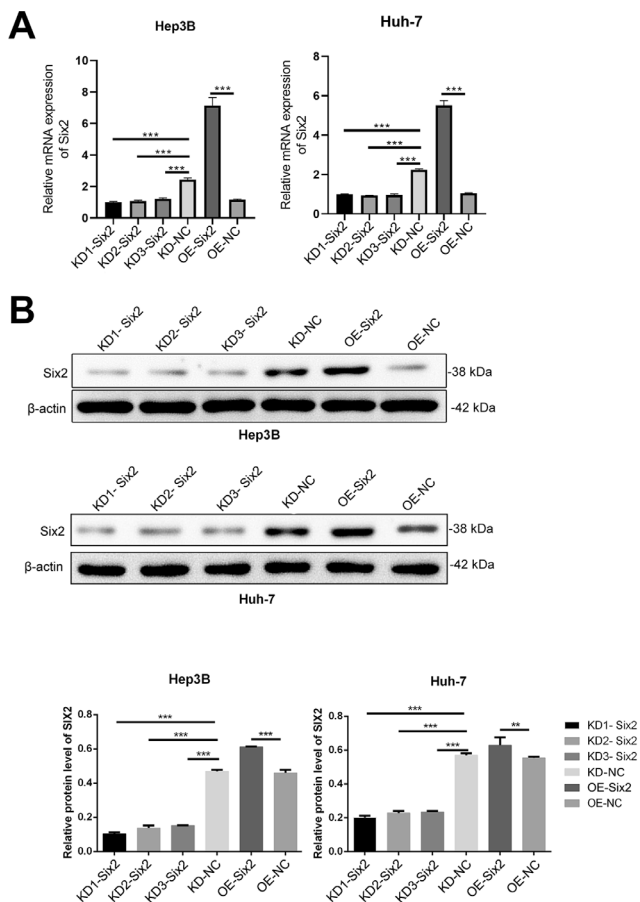 A
Hep3B
Huh-7
Relative mRNA expression
of Six2
10
8
6
4
2
0
***
***
***
***
KD1-Six2
KD2-Six2
KD3-Six2
KD-NC
OE-Six2
OE-NC
Relative mRNA expression
of Six2
8
6
4
2
0
***
***
***
***
KD1-Six2
KD2-Six2
KD3-Six2
KD-NC
OE-Six2
OE-NC
B
KD1- Six2
KD2- Six2
KD3- Six2
KD-NC
OE-Six2
OE-NC
Six2
-38 kDa
β-actin
-42 kDa
Hep3B
KD1- Six2
KD2- Six2
KD3- Six2
KD-NC
OE-Six2
OE-NC
Six2
-38 kDa
β-actin
-42 kDa
Huh-7
Hep3B
Huh-7
Relative protein level of SIX2
0.8
0.6
0.4
0.2
0.0
***
***
***
***
KD1-Six2
KD2-Six2
KD3-Six2
KD-NC
OE-Six2
OE-NC
Relative protein level of SIX2
0.8
0.6
0.4
0.2
0.0
***
***
***
**
KD1-Six2
KD2-Six2
KD3-Six2
KD-NC
OE-Six2
OE-NC
KD1- Six2
KD2- Six2
KD3- Six2
KD-NC
OE-Six2
OE-NC